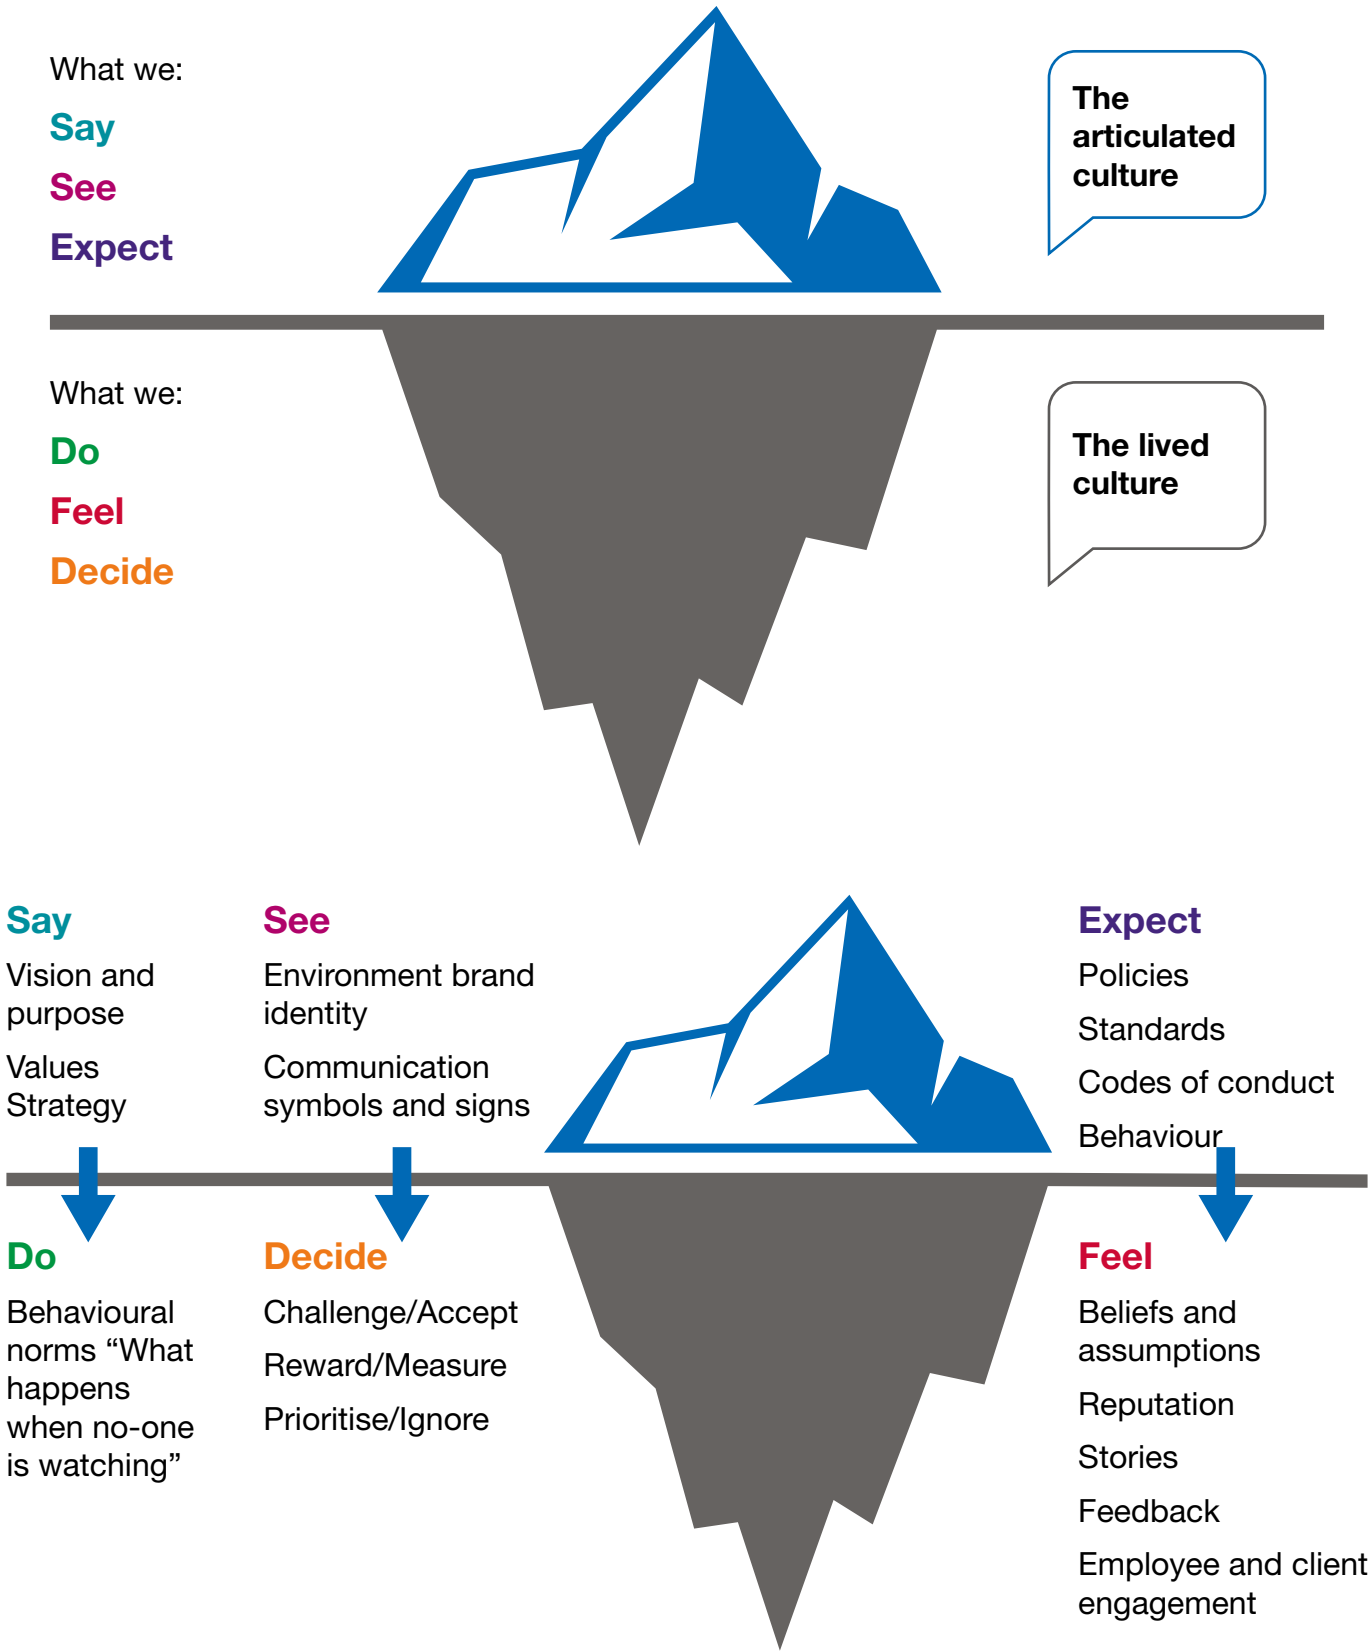 What we:
Say
See
Expect
The
articulated
culture
What we:
Do
Feel
Decide
The lived
culture
Say
Vision and
purpose
Values
Strategy
See
Environment brand
identity
Communication
symbols and signs
Expect
Policies
Standards
Codes of conduct
Behaviour
Do
Behavioural
norms “What
happens
when no-one
is watching”
Decide
Challenge/Accept
Reward/Measure
Prioritise/Ignore
Feel
Beliefs and
assumptions
Reputation
Stories
Feedback
Employee and client
engagement